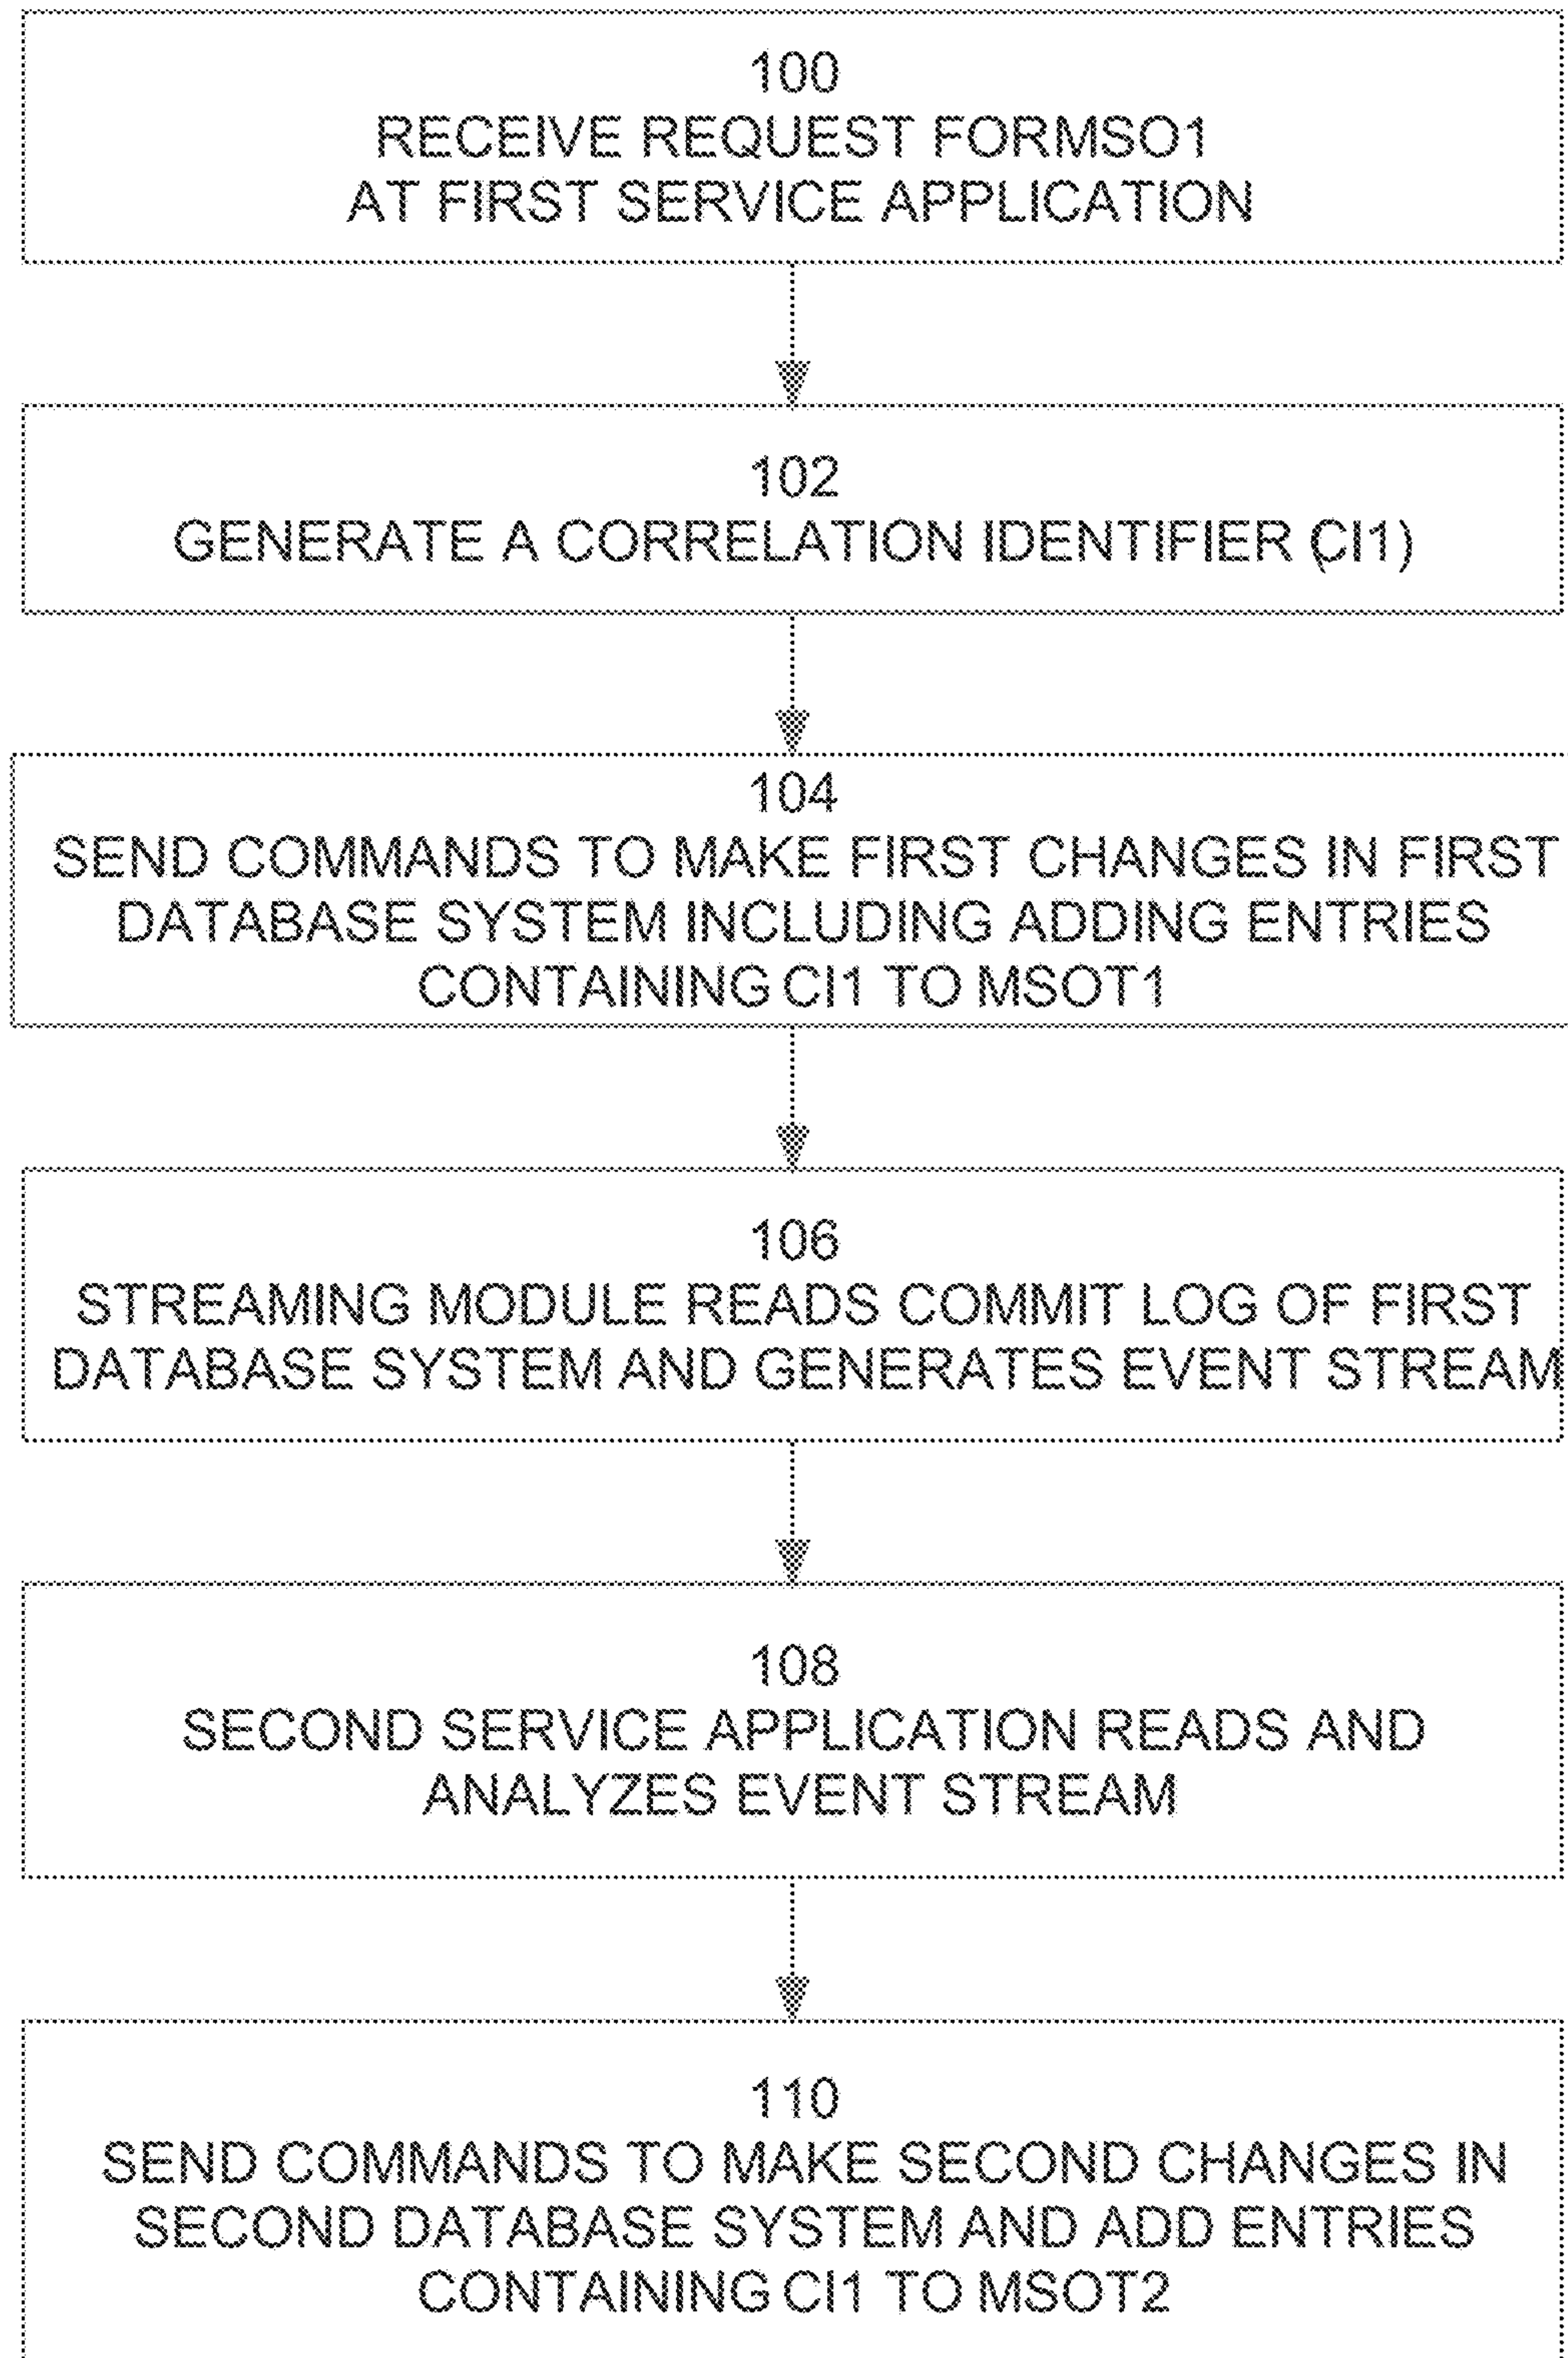 100
RECEIVE REQUEST FORMSO1
AT FIRST SERVICE APPLICATION
102
GENERATE A CORRELATION IDENTIFIER (CI1)
104
SEND COMMANDS TO MAKE FIRST CHANGES IN FIRST
DATABASE SYSTEM INCLUDING ADDING ENTRIES
CONTAINING CI1 TO MSOT1
106
STREAMING MODULE READS COMMIT LOG OF FIRST
DATABASE SYSTEM AND GENERATES EVENT STREAM
108
SECOND SERVICE APPLICATION READS AND
ANALYZES EVENT STREAM
110
SEND COMMANDS TO MAKE SECOND CHANGES IN
SECOND DATABASE SYSTEM AND ADD ENTRIES
CONTAINING CI1 TO MSOT2